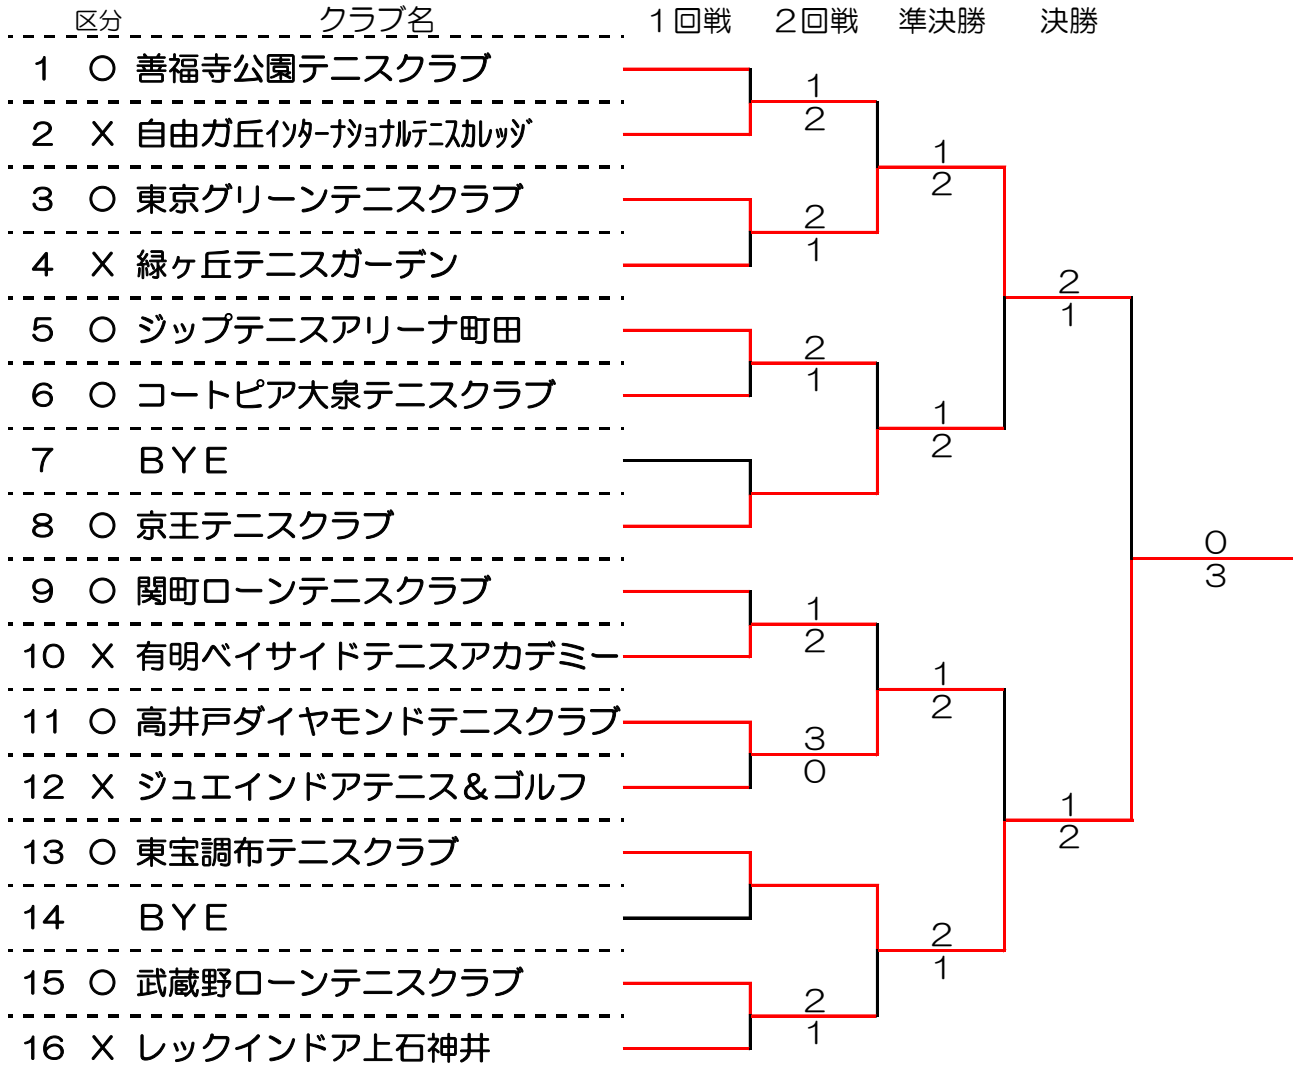 区分 クラブ名 １回戦 ２回戦 準決勝 決勝
1 ○ 善福寺公園テニスクラブ
1
2
2 X 自由ガ丘ｲﾝﾀｰﾅｼｮﾅﾙﾃﾆｽｶﾚｯｼﾞ
1
2
3 ○ 東京グリーンテニスクラブ
2
1
4 X 緑ヶ丘テニスガーデン
2
1
5 ○ ジップテニスアリーナ町田
2
1
6 ○ コートピア大泉テニスクラブ
1
2
7 ＢＹＥ
8 ○ 京王テニスクラブ
0
3
9 ○ 関町ローンテニスクラブ
1
2
10 X 有明ベイサイドテニスアカデミー
1
2
11 ○ 高井戸ダイヤモンドテニスクラブ
3
0
12 X ジュエインドアテニス＆ゴルフ
1
2
13 ○ 東宝調布テニスクラブ
14 ＢＹＥ
2
1
15 ○ 武蔵野ローンテニスクラブ
2
1
16 X レックインドア上石神井